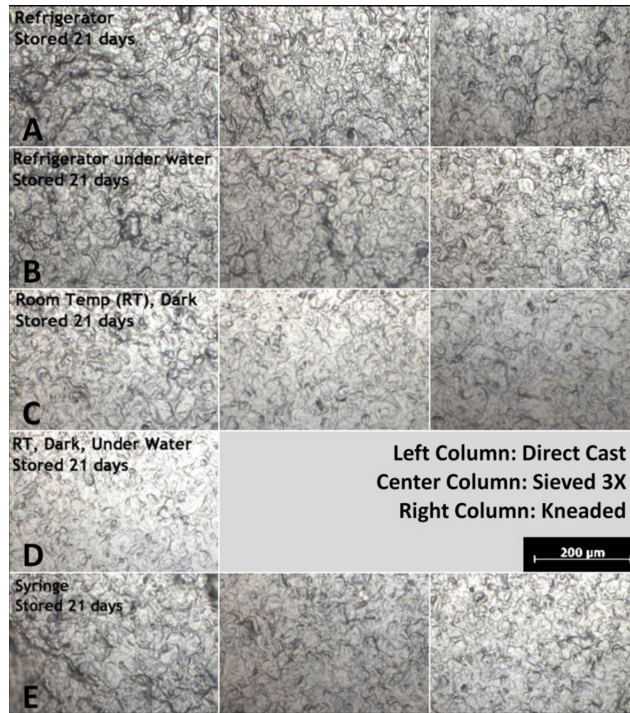 Refrigerator
Stored 21 days
A
Refrigerator under water
Stored 21 days
B
Room Temp (RT), Dark
Stored 21 days
C
RT, Dark, Under Water
Stored 21 days
D
Left Column: Direct Cast
Center Column: Sieved 3X
Right Column: Kneaded
200 µm
Syringe
Stored 21 days
E